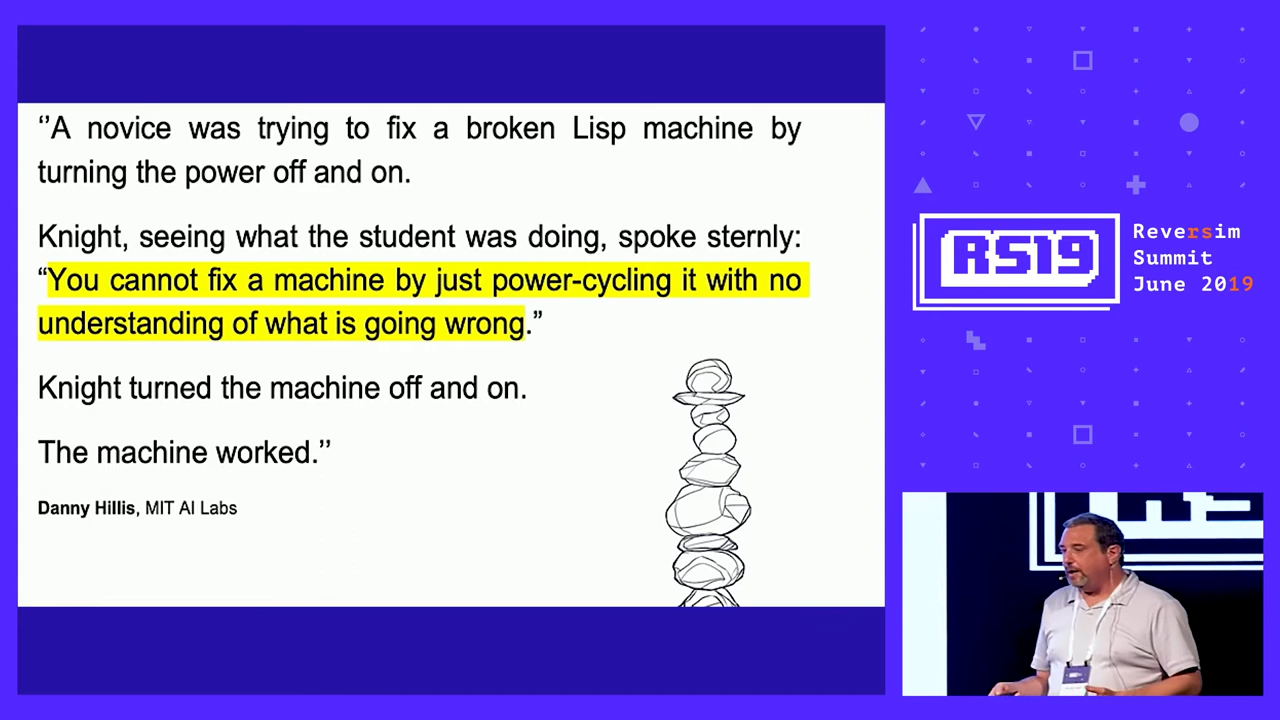 ‘’A novice was trying to fix a broken Lisp machine by
turning the power off and on.
Knight, seeing what the student was doing, spoke sternly:
“You cannot fix a machine by just power-cycling it with no
understanding of what is going wrong.”
Knight turned the machine off and on.
The machine worked.’’
Danny Hillis, MIT AI Labs
RS19
Reversim
Summit
June 2019